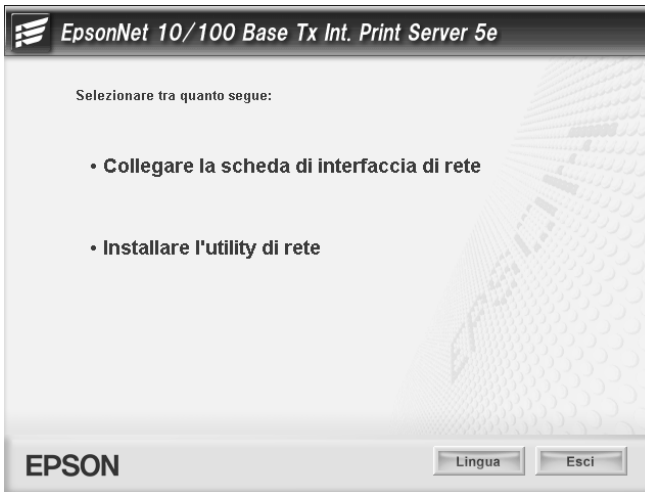 EpsonNet 10/100 Base Tx Int. Print Server 5e
Selezionare tra quanto segue:
• Collegare la scheda di interfaccia di rete
• Installare l'utility di rete
EPSON
EPSON
Lingua
Esci